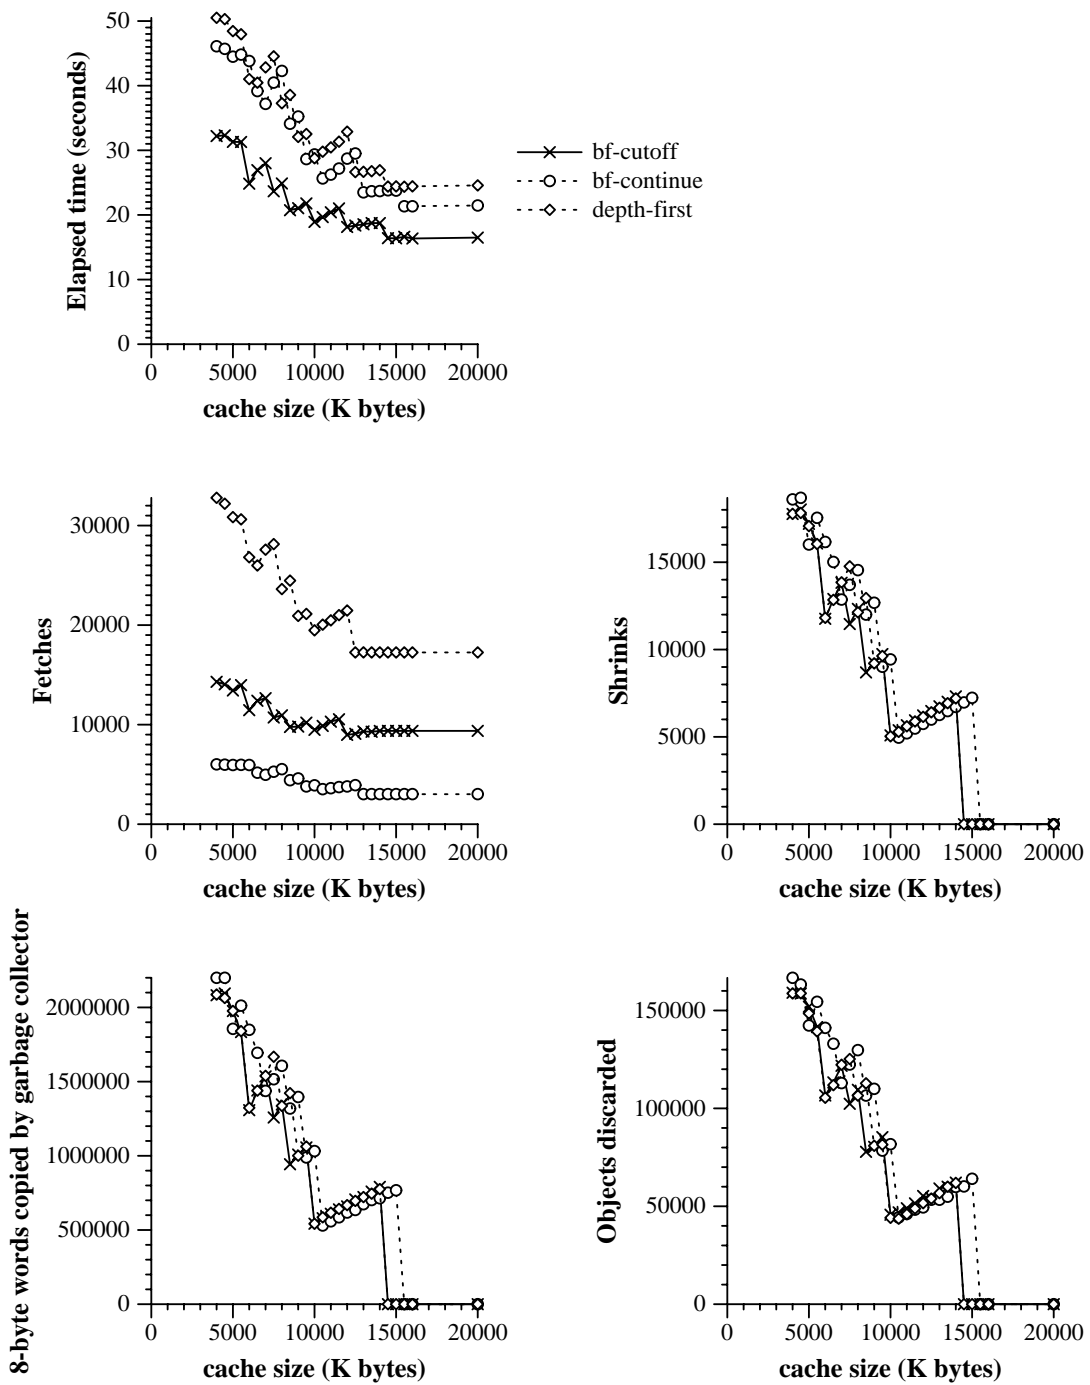 50
40
30
20
10
0
Elapsed time (seconds)
0 5000 10000 15000 20000
cache size (K bytes)
bf-cutoff
bf-continue
depth-first
30000
20000
10000
0
Fetches
0 5000 10000 15000 20000
cache size (K bytes)
15000
10000
5000
0
Shrinks
0 5000 10000 15000 20000
cache size (K bytes)
2000000
1500000
1000000
500000
0
8-byte words copied by garbage collector
0 5000 10000 15000 20000
cache size (K bytes)
150000
100000
50000
0
Objects discarded
0 5000 10000 15000 20000
cache size (K bytes)